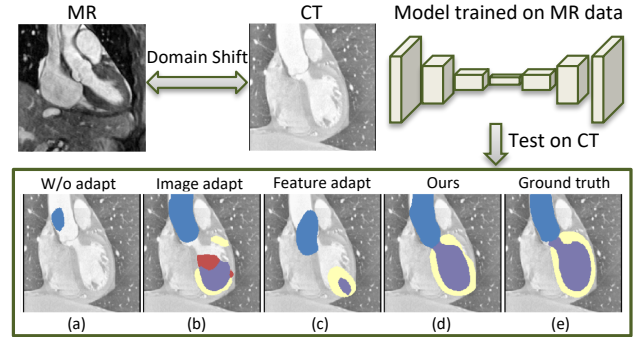 MR
CT
Model trained on MR data
Domain Shift
Test on CT
W/o adapt
Image adapt
Feature adapt
Ours
Ground truth
(a)
(b)
(c)
(d)
(e)